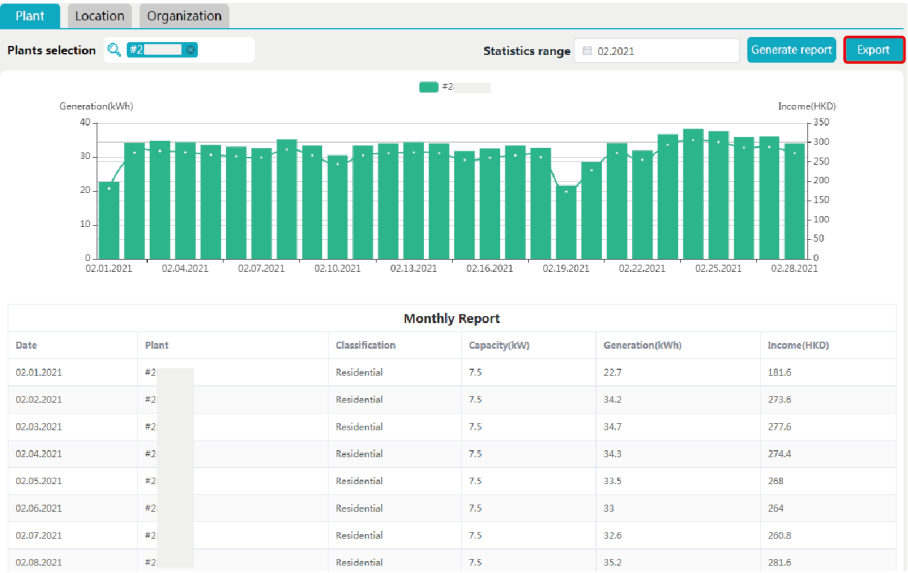 Plant Location Organization
Plants selection #2 Statistics range 02.2021 Generate report Export
#2
Generation(kWh) Income(HKD)
40 350
300
30
250
20 200
150
10 100
50
0 0
02.01.2021 02.04.2021 02.07.2021 02.10.2021 02.13.2021 02.16.2021 02.19.2021 02.22.2021 02.25.2021 02.28.2021
Monthly Report
Date Plant Classification Capacity(kW) Generation(kWh) Income(HKD)
02.01.2021 #2 Residential 7.5 22.7 181.6
02.02.2021 #2 Residential 7.5 34.2 273.6
02.03.2021 #2 Residential 7.5 34.7 277.6
02.04.2021 #2 Residential 7.5 34.3 274.4
02.05.2021 #2 Residential 7.5 33.5 268
02.06.2021 #2 Residential 7.5 33 264
02.07.2021 #2 Residential 7.5 32.6 260.8
02.08.2021 #2 Residential 7.5 35.2 281.6